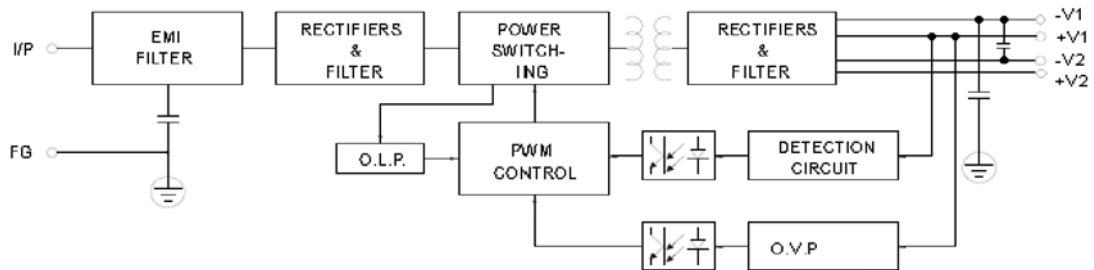 I/P
EMI
FILTER
RECTIFIERS
&
FILTER
POWER
SWITCH-
ING
RECTIFIERS
&
FILTER
-V1
+V1
-V2
+V2
FG
O.L.P.
PWM
CONTROL
DETECTION
CIRCUIT
O.V.P